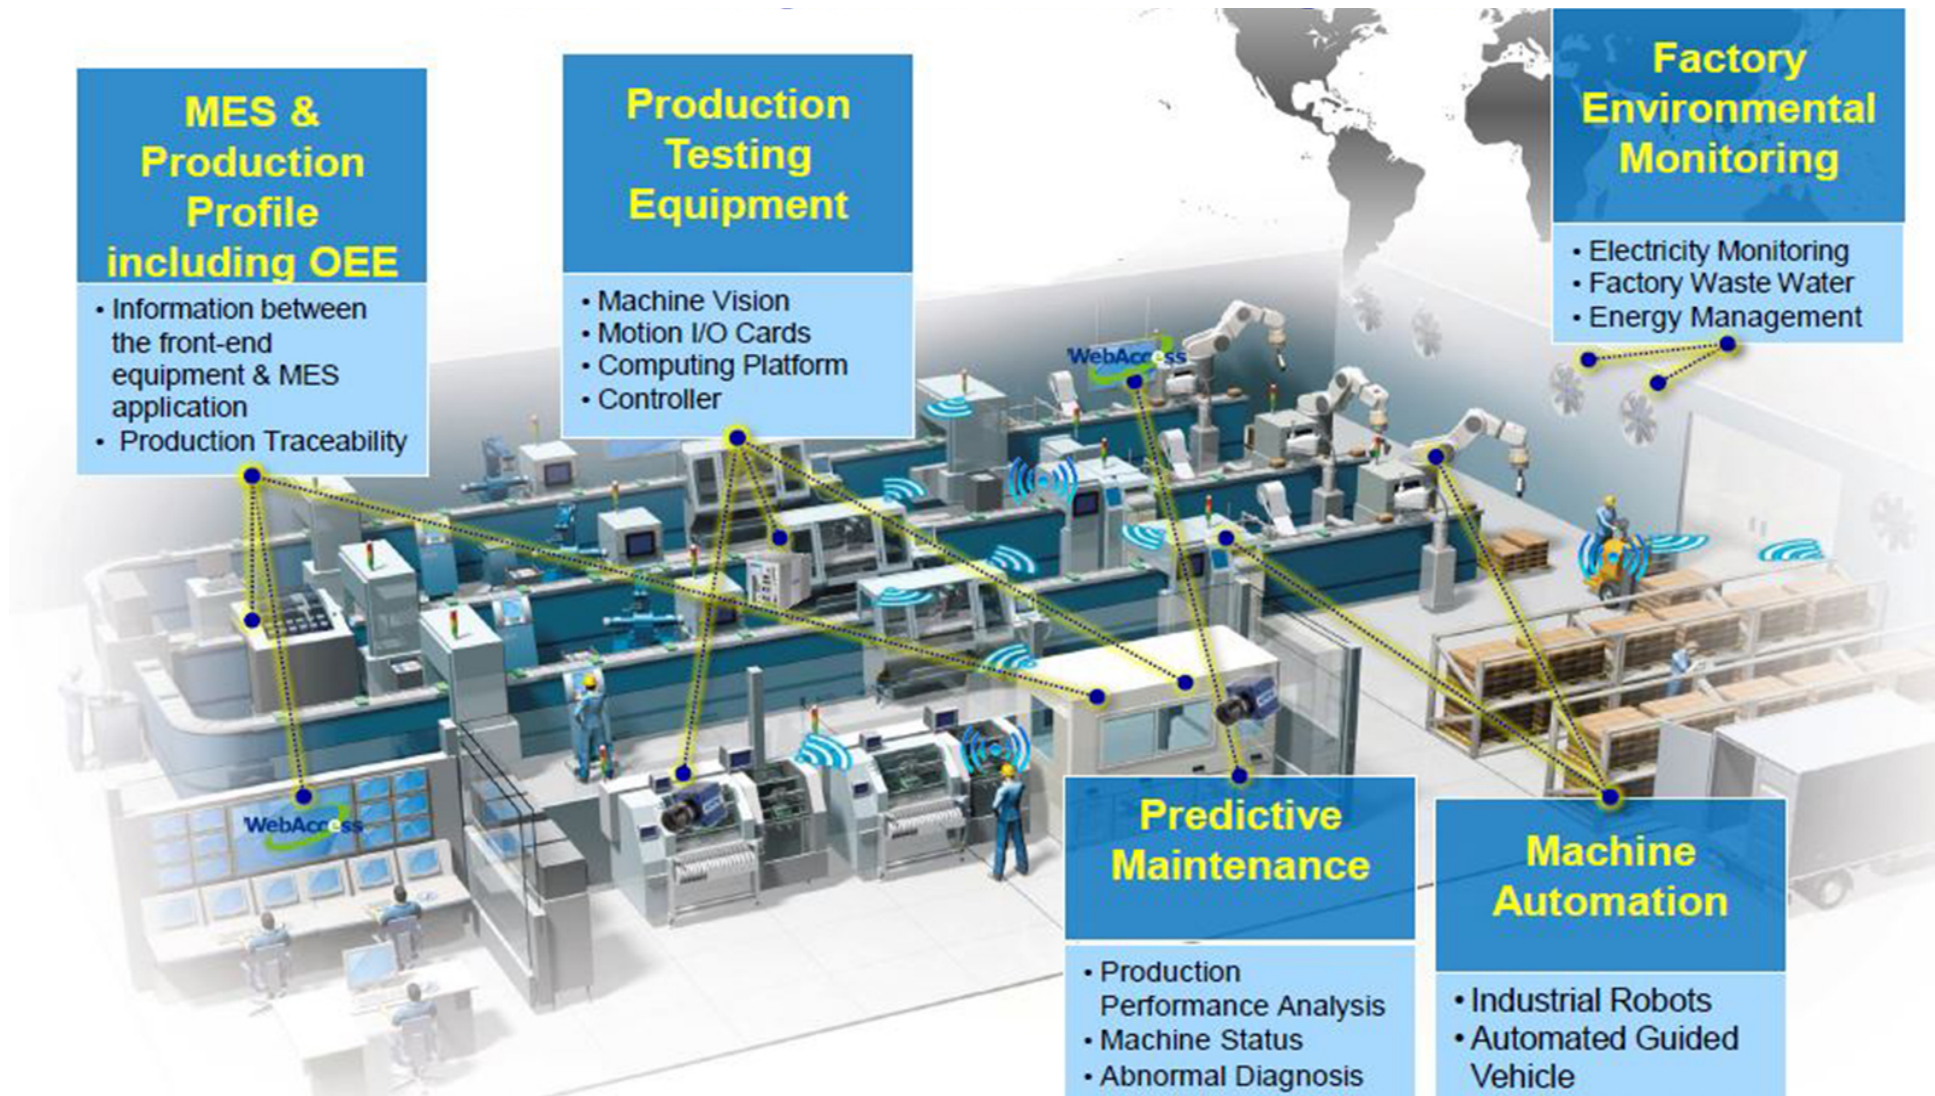 MES &
Production
Profile
including OEE
• Information between
the front-end
equipment & MES
application
• Production Traceability
Production
Testing
Equipment
• Machine Vision
• Motion I/O Cards
• Computing Platform
• Controller
Factory
Environmental
Monitoring
• Electricity Monitoring
• Factory Waste Water
• Energy Management
WebAccess
WebAccess
Predictive
Maintenance
• Production
Performance Analysis
• Machine Status
• Abnormal Diagnosis
Machine
Automation
• Industrial Robots
• Automated Guided
Vehicle